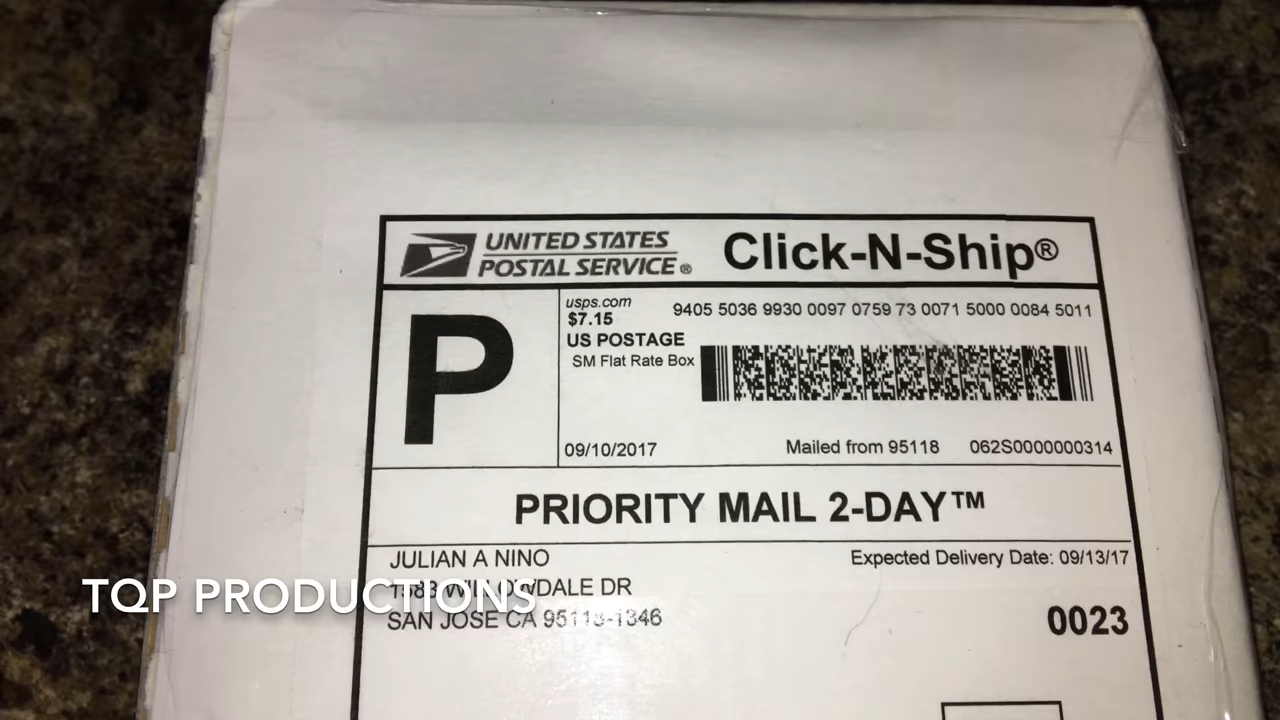 UNITED STATES
POSTAL SERVICE®
Click-N-Ship®
P
usps.com
$7.15
US POSTAGE
SM Flat Rate Box
9405 5036 9930 0097 0759 73 0071 5000 0084 5011
09/10/2017
Mailed from 95118
062S0000000314
PRIORITY MAIL 2-DAY™
JULIAN A NINO
Expected Delivery Date: 09/13/17
DR
SAN JOSE CA
0023
TQP PRODUCTIONS